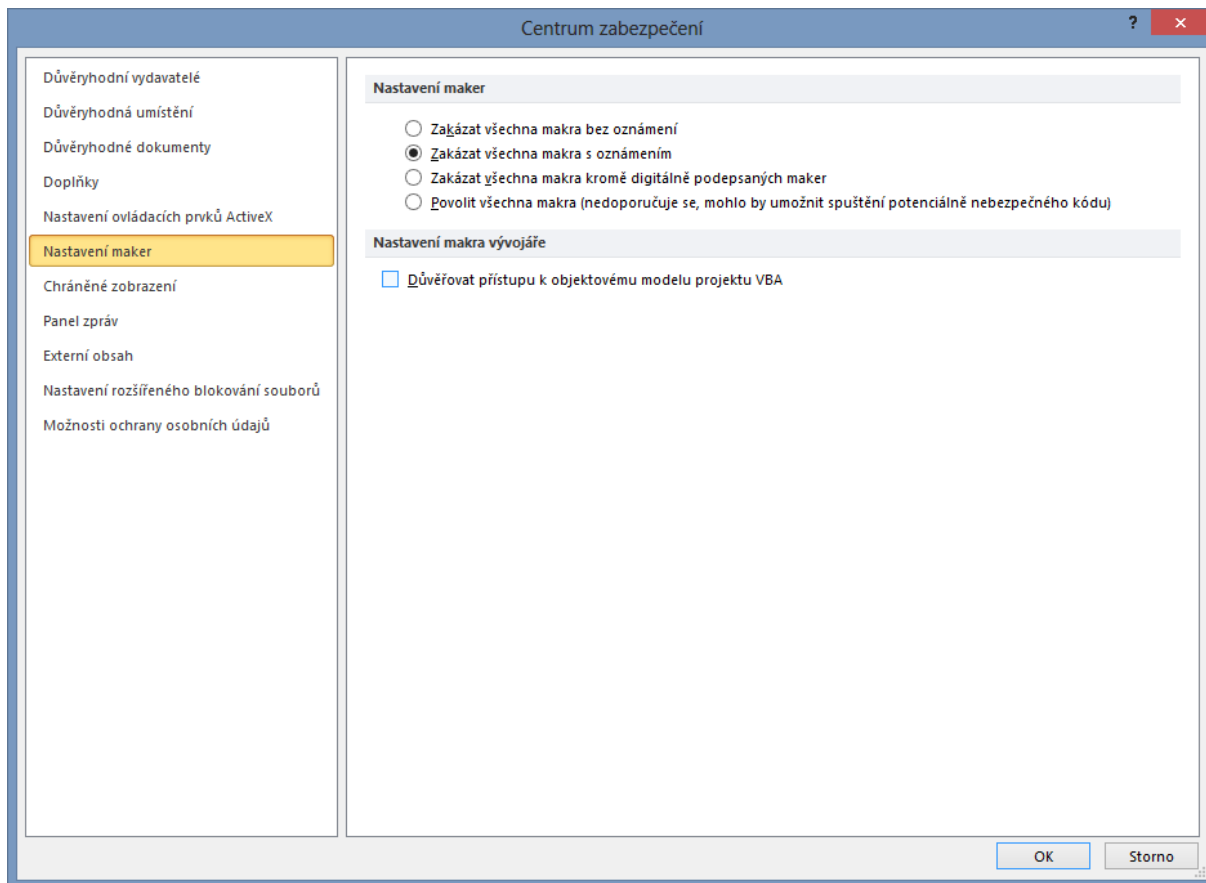 Centrum zabezpečení
?
Důvěryhodní vydavatelé
Důvěryhodná umístění
Důvěryhodné dokumenty
Doplňky
Nastavení ovládacích prvků ActiveX
Nastavení maker
Chráněné zobrazení
Panel zpráv
Externí obsah
Nastavení rozšířeného blokování souborů
Možnosti ochrany osobních údajů
Nastavení maker
Zakázat všechna makra bez oznámení
Zakázat všechna makra s oznámením
Zakázat všechna makra kromě digitálně podepsaných maker
Povolit všechna makra (nedoporučuje se, mohlo by umožnit spuštění potenciálně nebezpečného kódu)
Nastavení makra vývojáře
Důvěřovat přístupu k objektovému modelu projektu VBA
OK
Storno